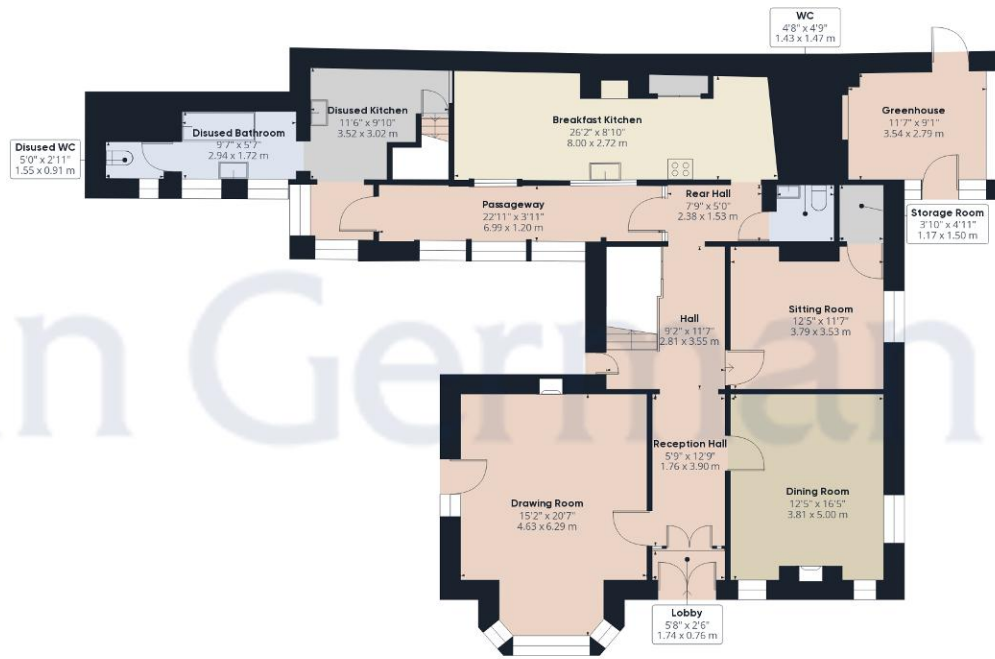 WC
4'8" x 4'9"
1.43 x 1.47 m
Disused Kitchen
11'6" x 9'10"
3.52 x 3.02 m
Breakfast Kitchen
26'2" x 8'10"
8.00 x 2.72 m
Greenhouse
11'7" x 9'1"
3.54 x 2.79 m
Disused Bathroom
9'7" x 5'7"
2.94 x 1.72 m
Disused WC
5'0" x 2'11"
1.55 x 0.91 m
Passageway
22'11" x 3'11"
6.99 x 1.20 m
Rear Hall
7'9" x 5'0"
2.38 x 1.53 m
Storage Room
3'10" x 4'11"
1.17 x 1.50 m
Hall
9'2" x 11'7"
2.81 x 3.55 m
Sitting Room
12'5" x 11'7"
3.79 x 3.53 m
n German
Reception Hall
5'9" x 12'9"
1.76 x 3.90 m
Drawing Room
15'2" x 20'7"
4.63 x 6.29 m
Dining Room
12'5" x 16'5"
3.81 x 5.00 m
Lobby
5'8" x 2'6"
1.74 x 0.76 m